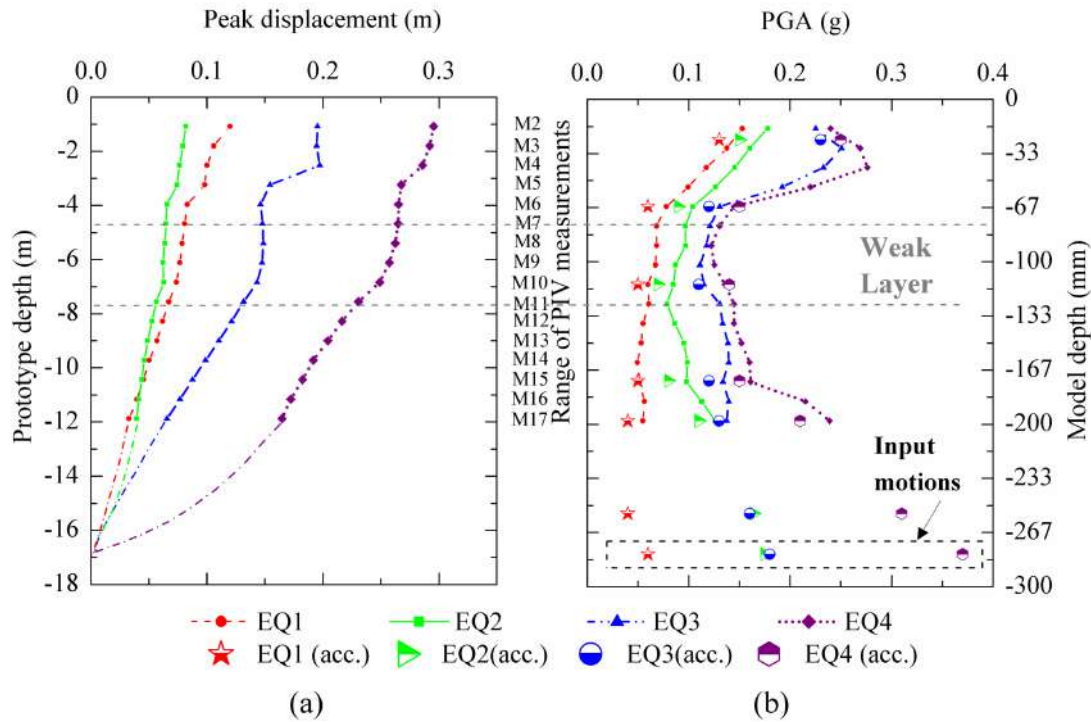 Peak displacement (m)
PGA (g)
0.0 0.1 0.2 0.3
0.0 0.1 0.2 0.3 0.4
0
-2
-4
-6
-8
-10
-12
-14
-16
-18
Prototype depth (m)
M2
M3
M4
M5
M6
M7
M8
M9
M10
M11
M12
M13
M14
M15
M16
M17
Range of PIV measurements
Weak
Layer
Input
motions
0
-33
-67
-100
-133
-167
-200
-233
-267
-300
Model depth (mm)
EQ1 EQ2 EQ3 EQ4
EQ1 (acc.) EQ2(acc.) EQ3(acc.) EQ4 (acc.)
(a) (b)